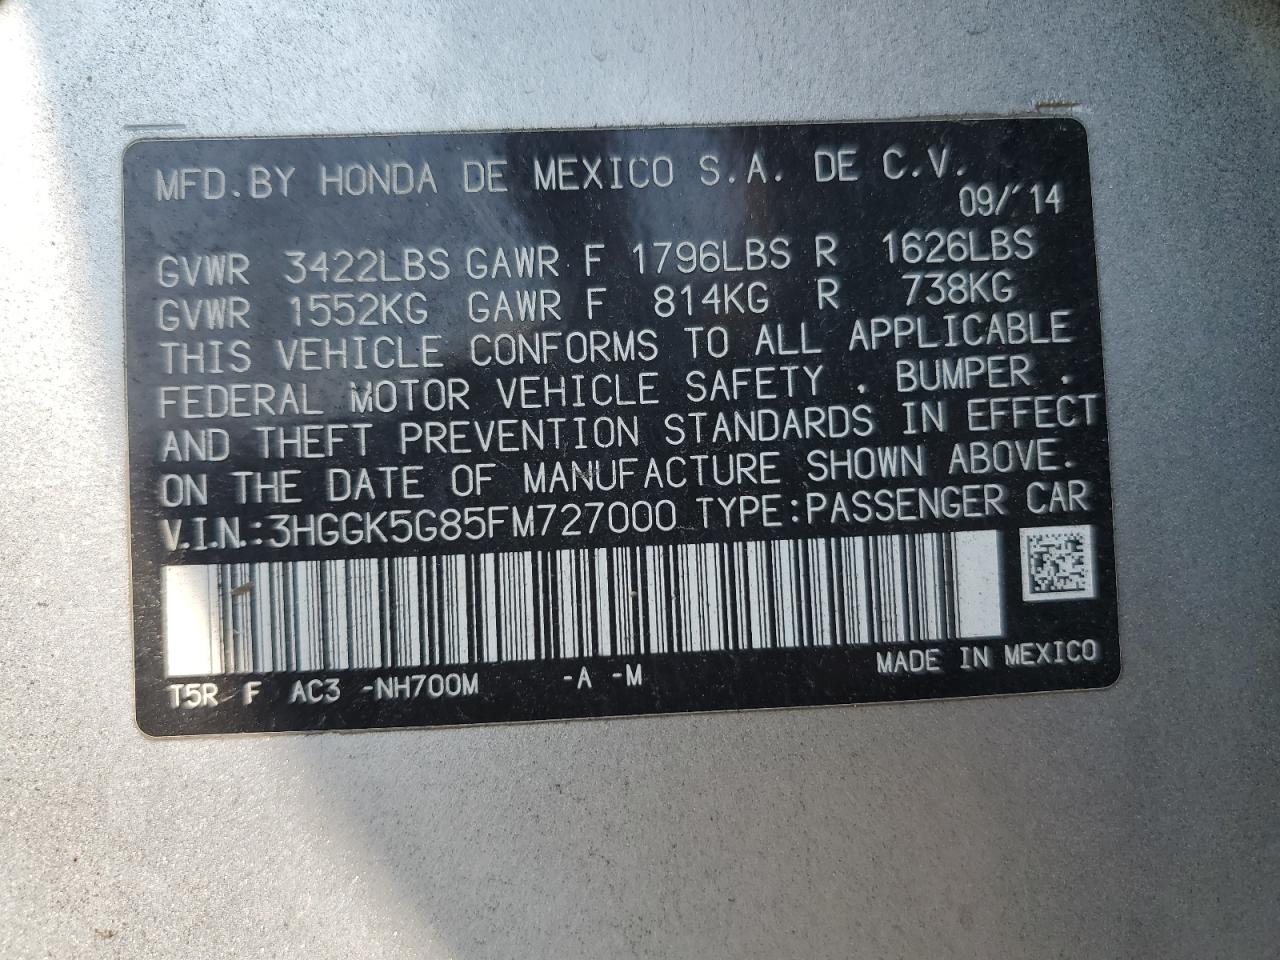 MFD.BY HONDA DE MEXICO S.A. DE C.V.
09/'14
GVWR 3422LBS GAWR F 1796LBS R 1626LBS
GVWR 1552KG GAWR F 814KG R 738KG
THIS VEHICLE CONFORMS TO ALL APPLICABLE
FEDERAL MOTOR VEHICLE SAFETY , BUMPER ,
AND THEFT PREVENTION STANDARDS IN EFFECT
ON THE DATE OF MANUFACTURE SHOWN ABOVE.
V.I.N.:3HGGK5G85FM727000 TYPE:PASSENGER CAR
T5R F AC3 -NH700M -A -M MADE IN MEXICO